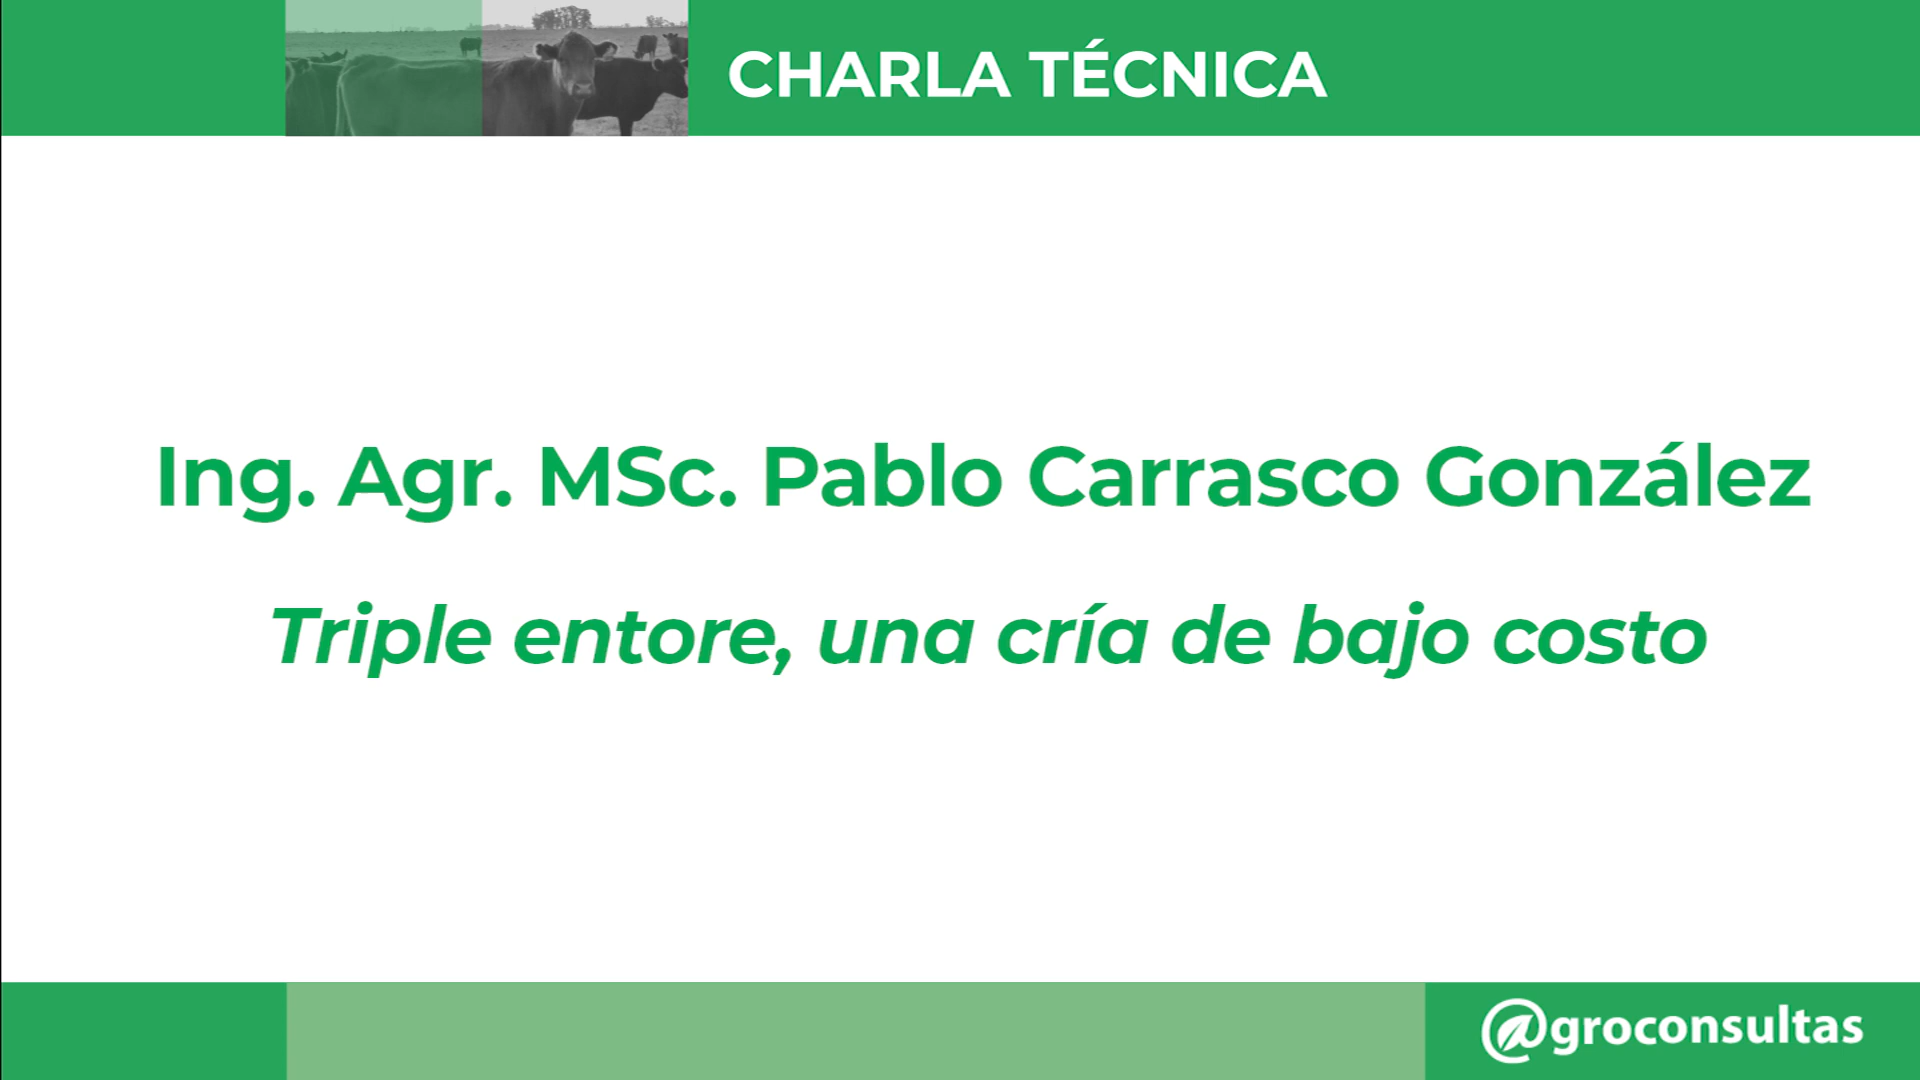 CHARLA TÉCNICA
Ing. Agr. MSc. Pablo Carrasco González
Triple entore, una cría de bajo costo
@groconsultas